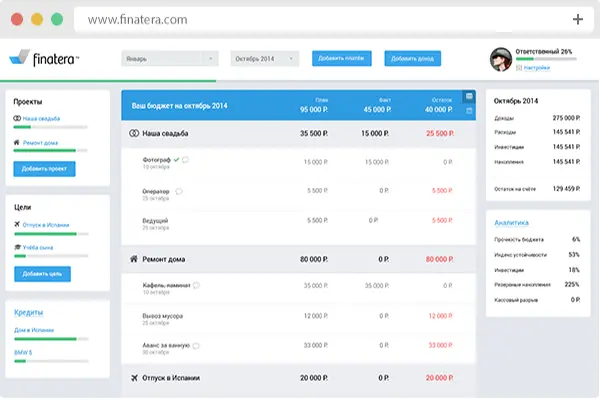 www.finatera.com
finatera™
Январь
Октябрь 2014
Добавить платёж
Добавить доход
Ответственный 26%
Настройки
Проекты
Наша свадьба
Ремонт дома
Добавить проект
Цели
Отпуск в Испании
Учёба сына
Добавить цель
Кредиты
Дом в Испании
BMW 5
Ваш бюджет на октябрь 2014
План
95 000 Р.
Факт
45 000 Р.
Остаток
40 000 Р.
Наша свадьба 35 500 Р. 15 000 Р. 25 500 Р.
Фотограф 15 000 Р. 15 000 Р. 0 Р.
10 октября
Оператор 5 500 Р. 0 Р. 5 500 Р.
25 октября
Ведущий 5 500 Р. 0 Р. 5 500 Р.
25 октября
Ремонт дома 80 000 Р. 0 Р. 80 000 Р.
Кафель-ламинат 35 000 Р. 35 000 Р. 0 Р.
10 октября
Вывоз мусора 12 000 Р. 0 Р. 12 000 Р.
25 октября
Аванс за ванную 33 000 Р. 0 Р. 33 000 Р.
30 октября
Отпуск в Испании 20 000 Р. 0 Р. 20 000 Р.
Октябрь 2014
Доходы 275 000 Р.
Расходы 145 541 Р.
Инвестиции 145 541 Р.
Накопления 145 541 Р.
Остаток на счёте 129 459 Р.
Аналитика
Прочность бюджета 6%
Индекс устойчивости 53%
Инвестиции 18%
Резервные накопления 225%
Кассовый разрыв 0 Р.